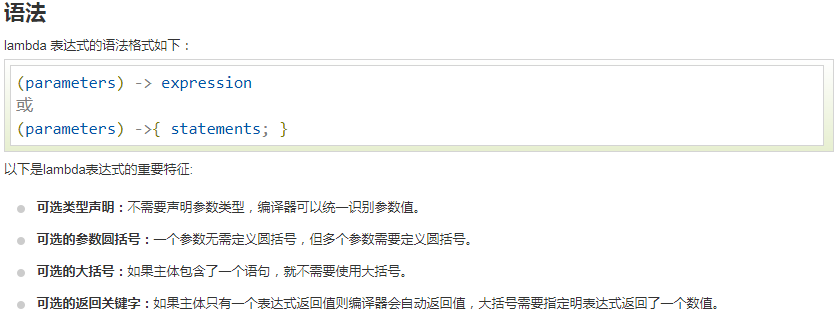 语法
lambda 表达式的语法格式如下：
(parameters) -> expression
或
(parameters) ->{ statements; }
以下是lambda表达式的重要特征:
可选类型声明：不需要声明参数类型，编译器可以统一识别参数值。
可选的参数圆括号：一个参数无需定义圆括号，但多个参数需要定义圆括号。
可选的大括号：如果主体包含了一个语句，就不需要使用大括号。
可选的返回关键字：如果主体只有一个表达式返回值则编译器会自动返回值，大括号需要指定明表达式返回了一个数值。